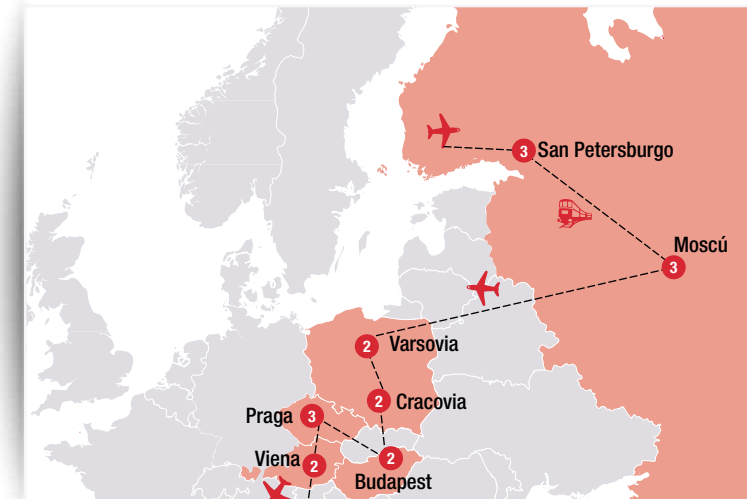 3 San Petersburgo
Moscú
3
2 Varsovia
2 Cracovia
Praga 3
Viena 2
2
Budapest